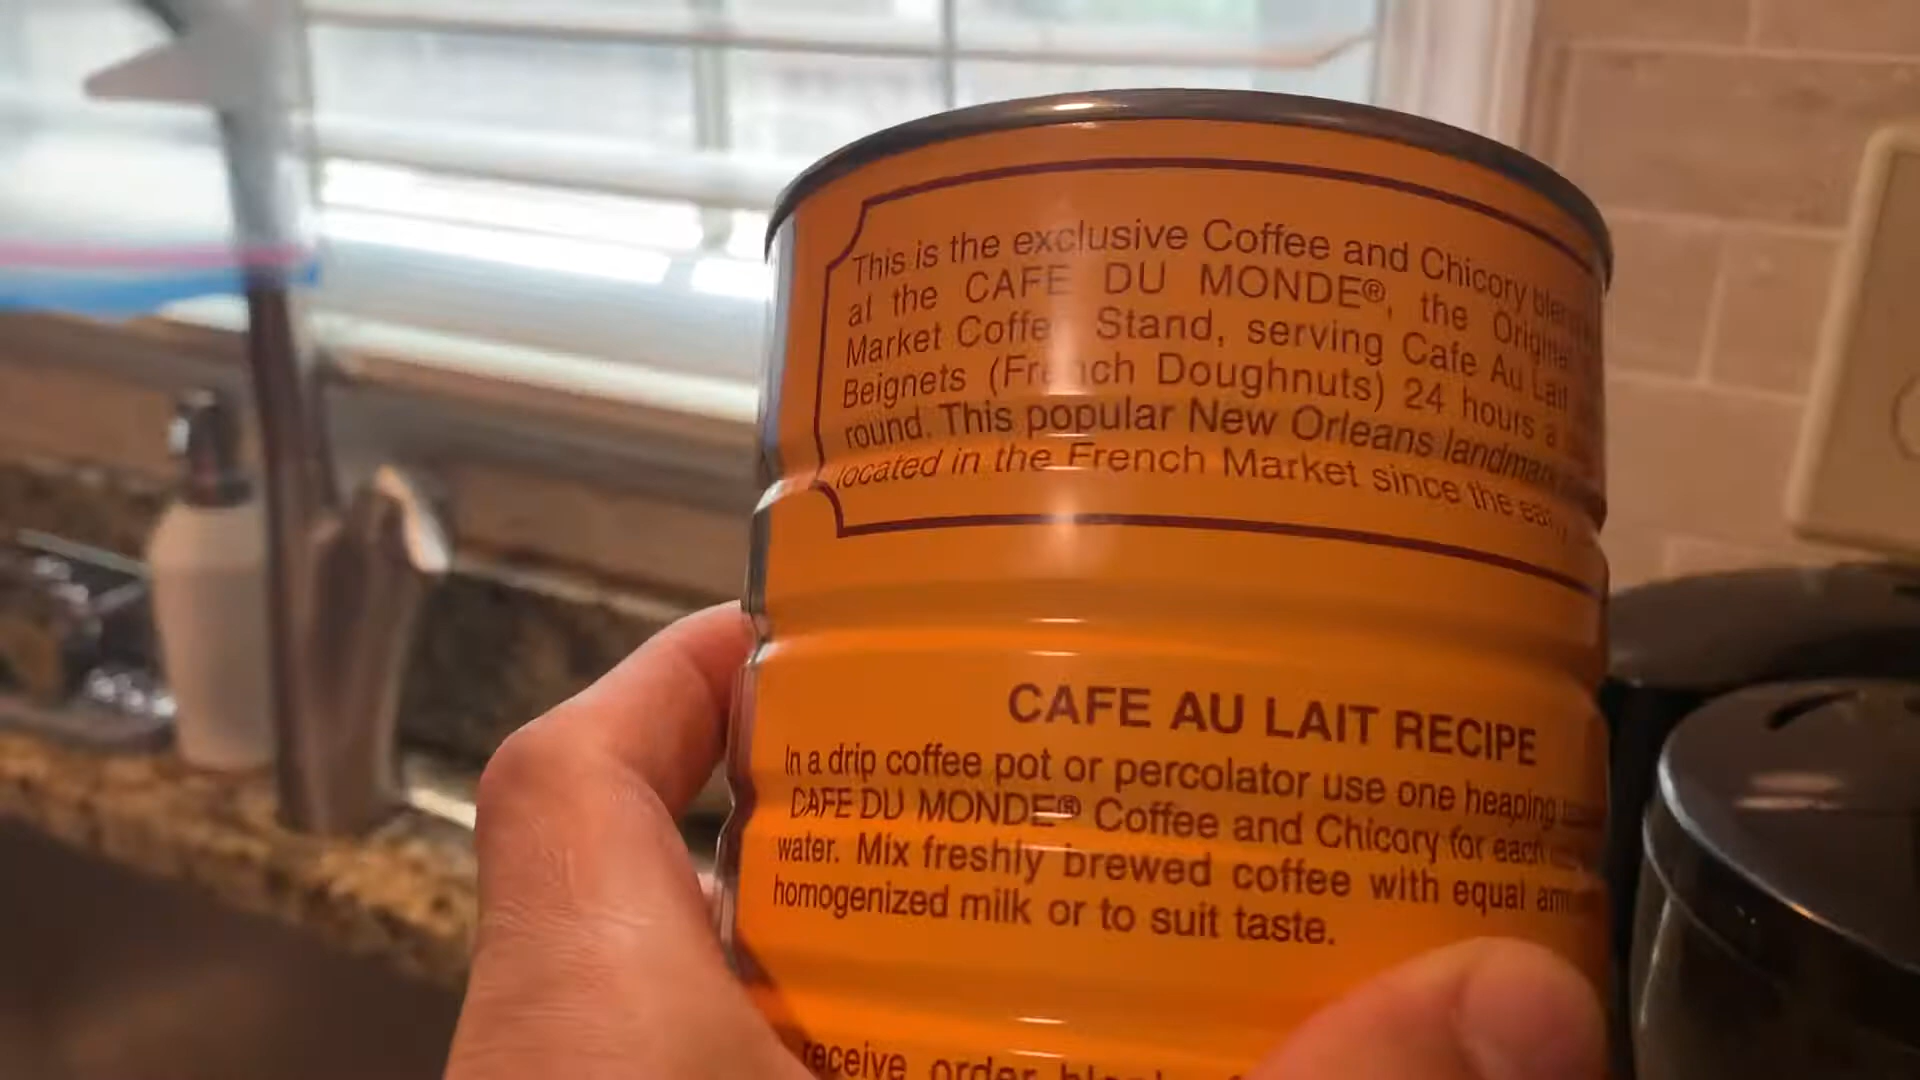 This is the exclusive Coffee and Chicory
at the CAFE DU MONDE®, the
Market Coffe Stand, serving Cafe Au Lait
Beignets (French Doughnuts) 24 hours a
round. This popular New Orleans landmark
located in the French Market since the
CAFE AU LAIT RECIPE
In a drip coffee pot or percolator use one heaping
CAFE DU MONDE® Coffee and Chicory for each
water. Mix freshly brewed coffee with equal
homogenized milk or to suit taste.
receive order